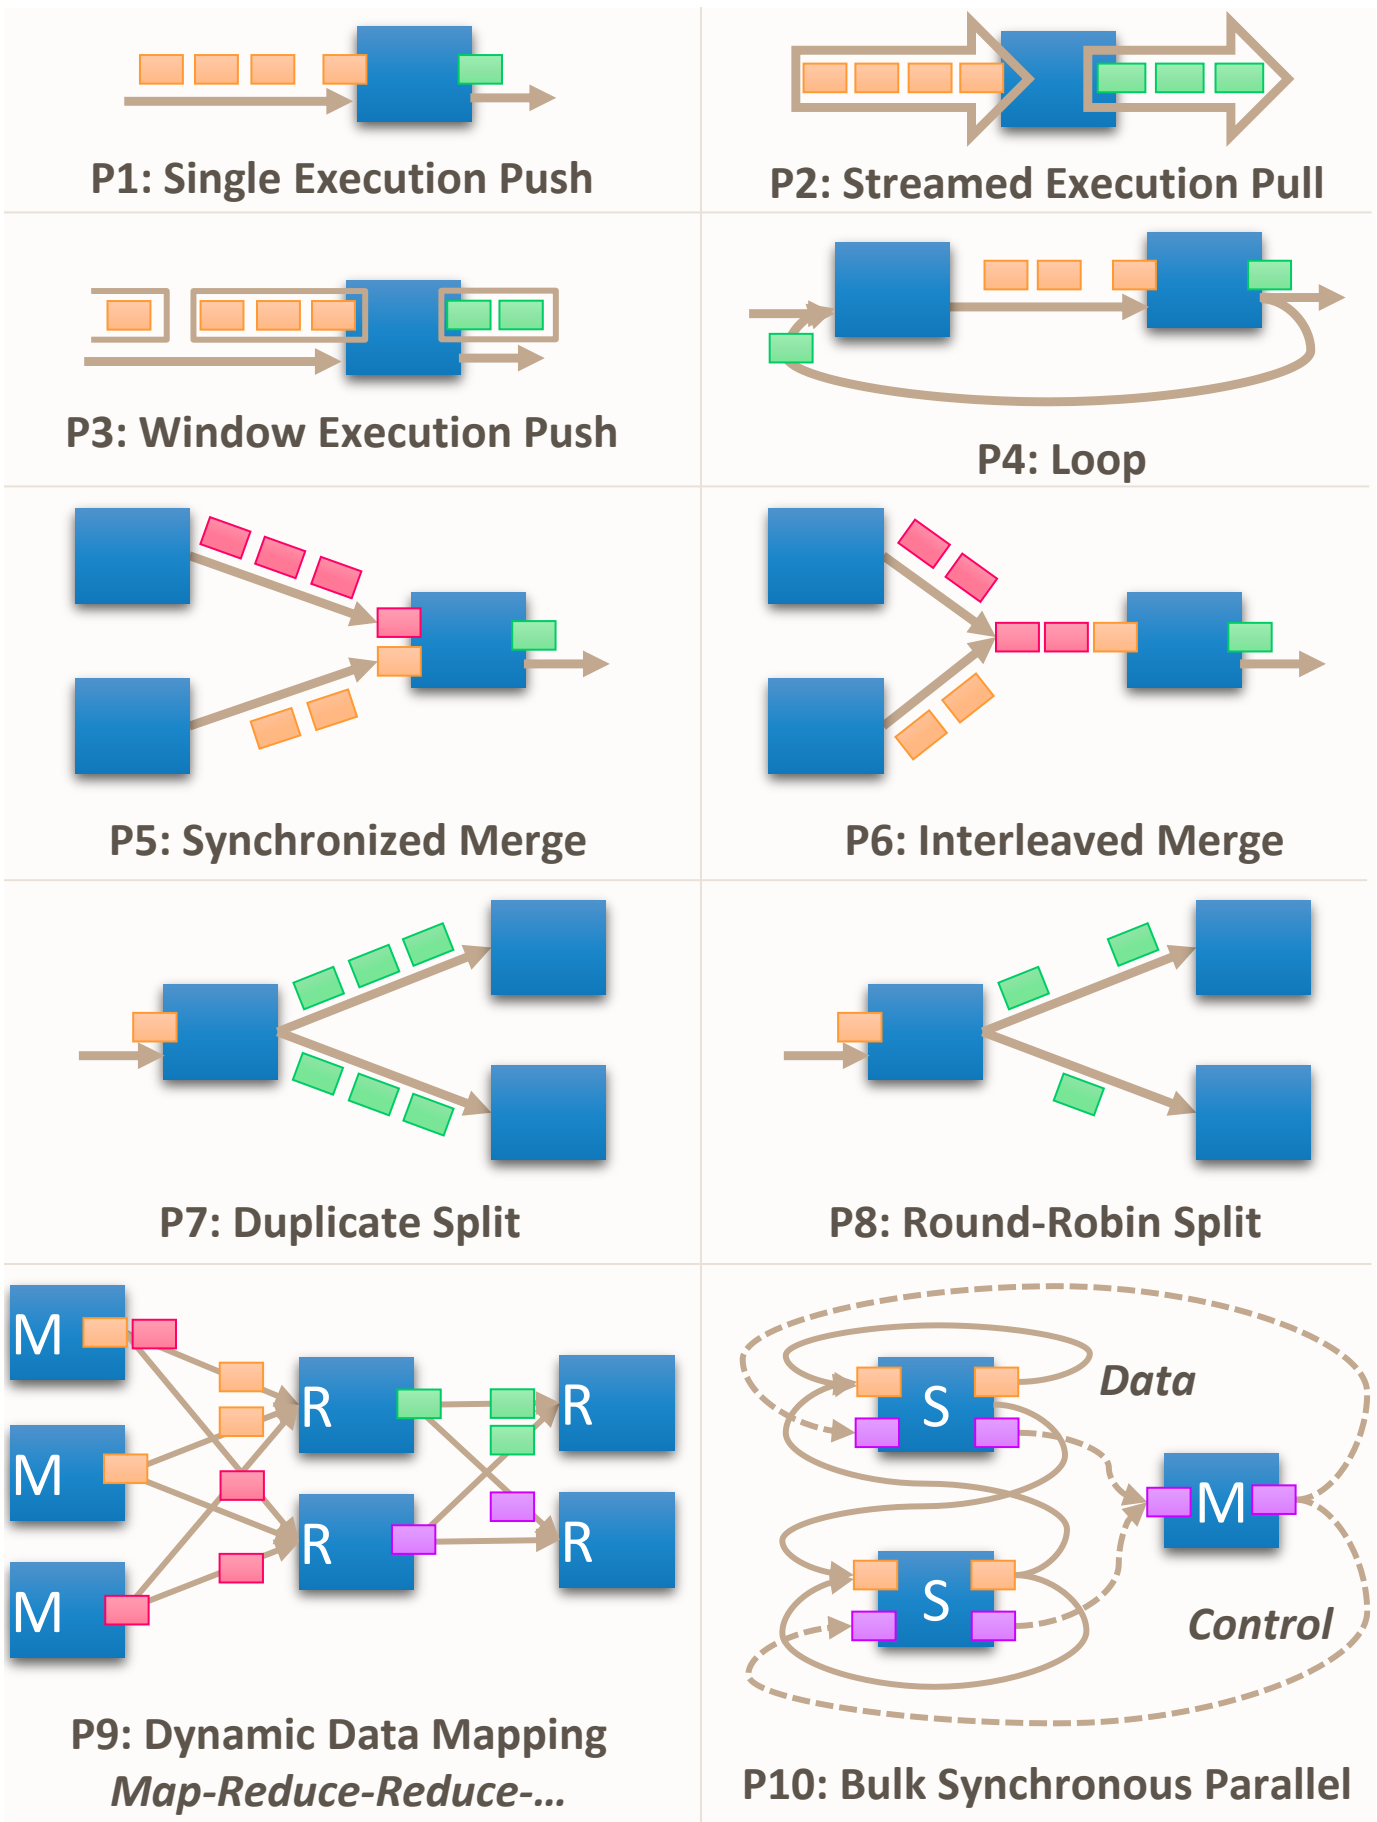 P1: Single Execution Push
P2: Streamed Execution Pull
P3: Window Execution Push
P4: Loop
P5: Synchronized Merge
P6: Interleaved Merge
P7: Duplicate Split
P8: Round-Robin Split
M
R
R
M
M
R
R
P9: Dynamic Data Mapping
Map-Reduce-Reduce-...
S
Data
M
S
Control
P10: Bulk Synchronous Parallel